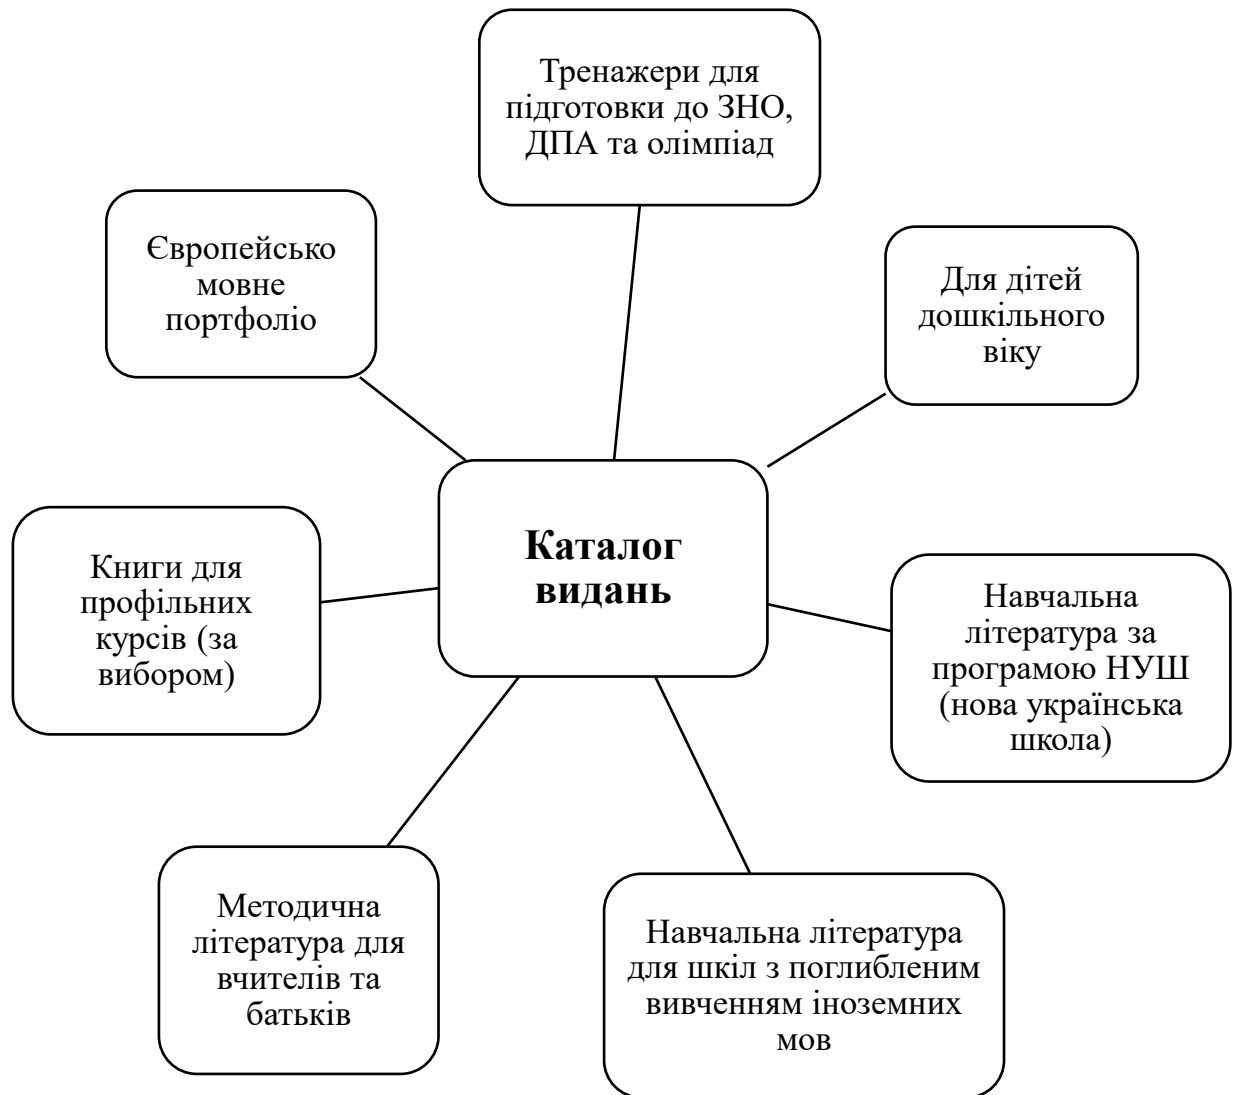 Тренажери для
підготовки до ЗНО,
ДПА та олімпіад
Європейсько
мовне
портфоліо
Для дітей
дошкільного
віку
Каталог
видань
Книги для
профільних
курсів (за
вибором)
Навчальна
література за
програмою НУШ
(нова українська
школа)
Методична
література для
вчителів та
батьків
Навчальна література
для шкіл з поглибленим
вивченням іноземних
мов